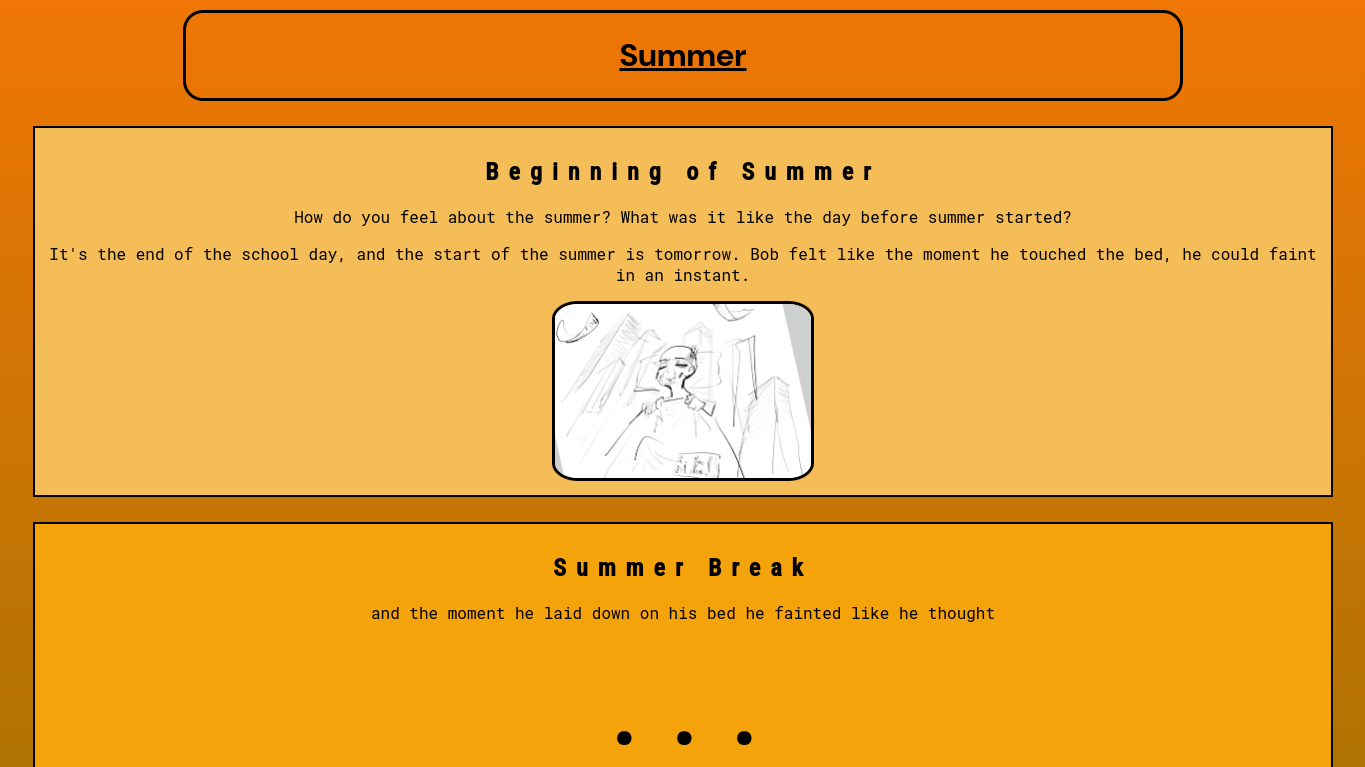 Summer
Beginning of Summer
How do you feel about the summer? What was it like the day before summer started?
It's the end of the school day, and the start of the summer is tomorrow. Bob felt like the moment he touched the bed, he could faint
in an instant.
Summer Break
and the moment he laid down on his bed he fainted like he thought
• • •